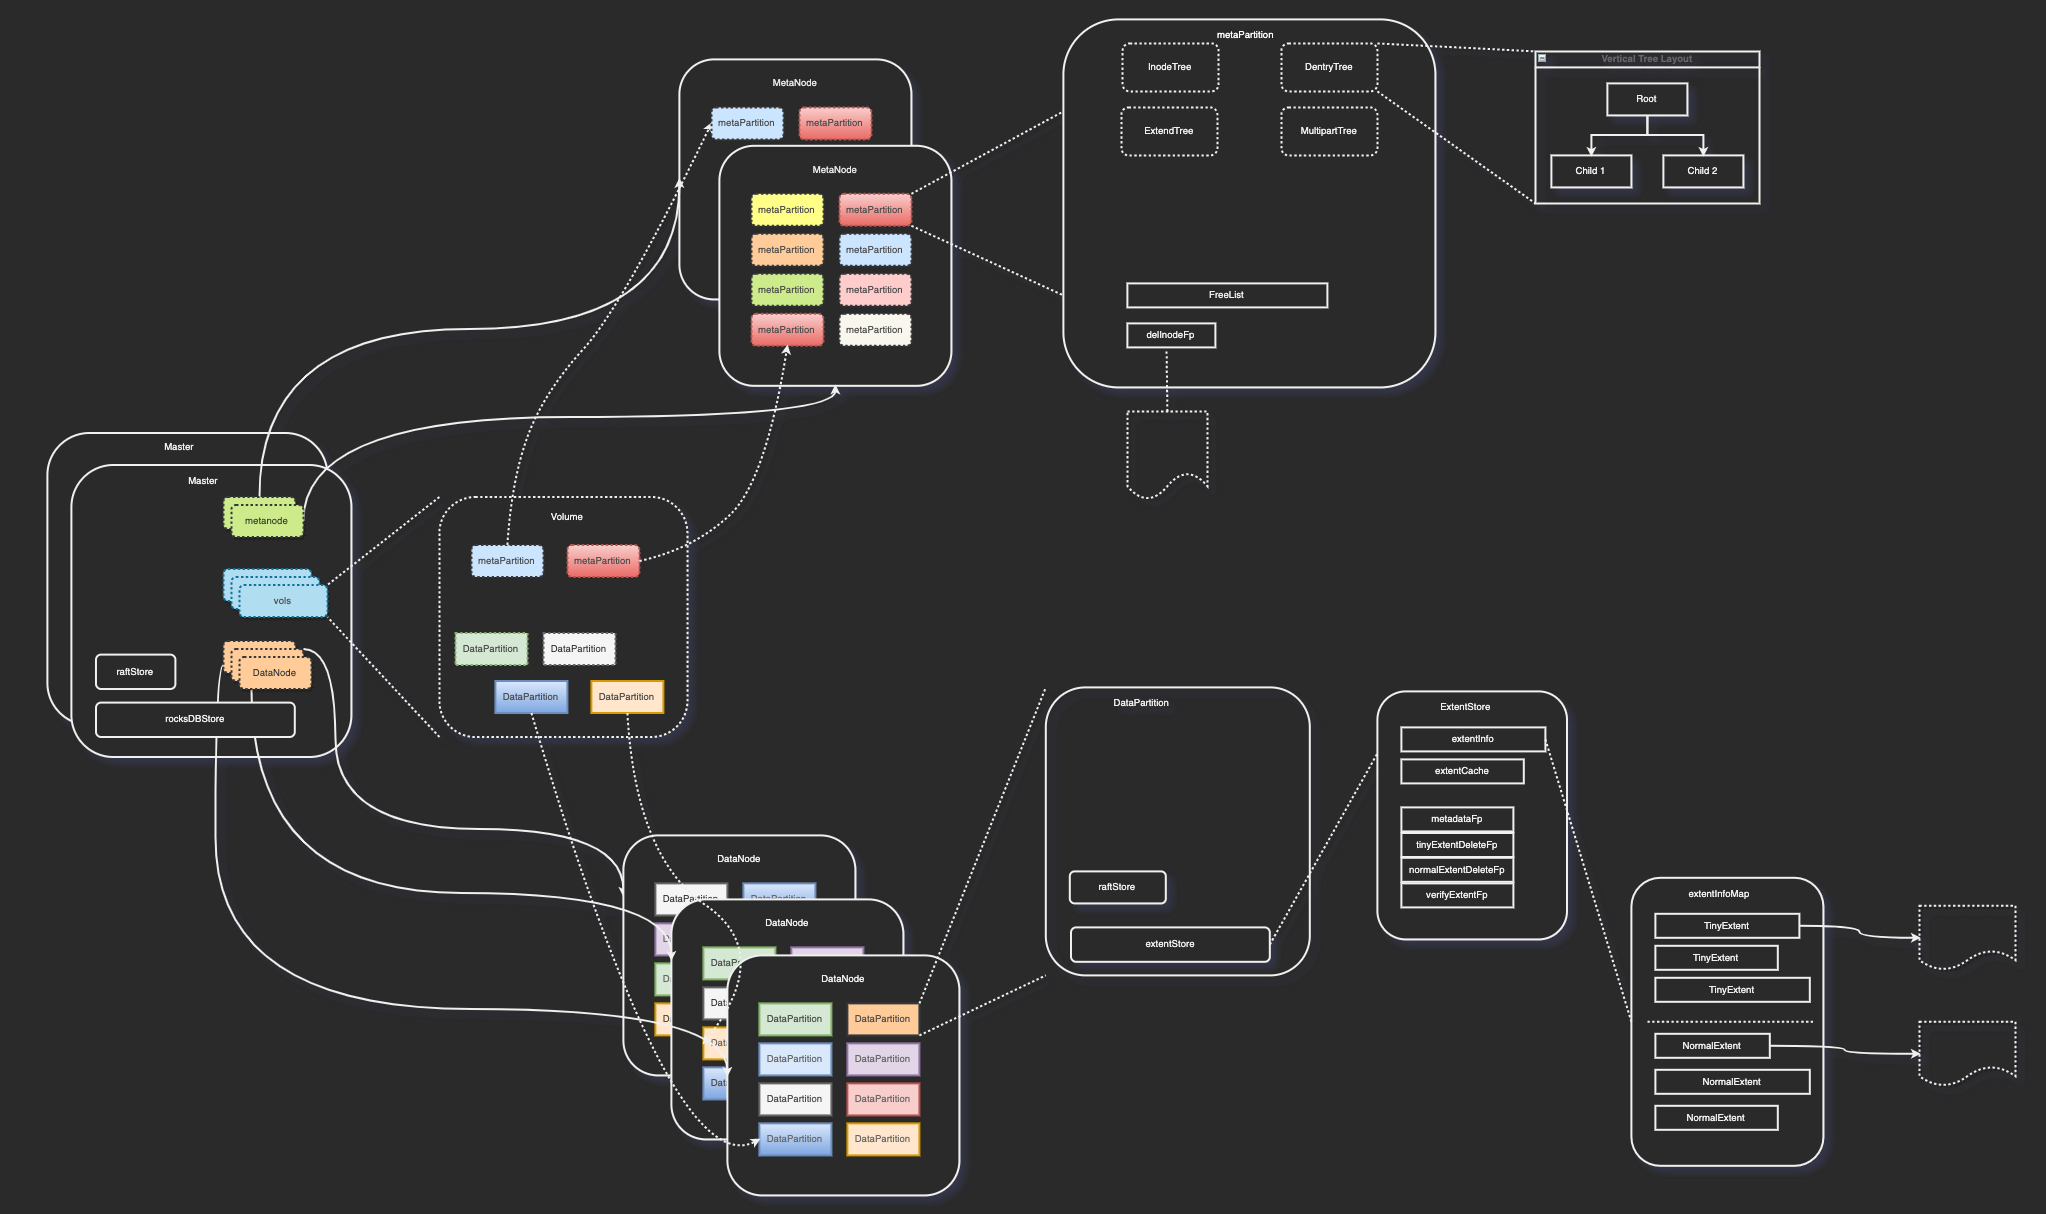 MetaNode
metaPartition
metaPartition
MetaNode
metaPartition
metaPartition
metaPartition
metaPartition
metaPartition
metaPartition
metaPartition
metaPartition
metaPartition
InodeTree
DentryTree
ExtendTree
MultipartTree
FreeList
delInodeFp
Vertical Tree Layout
Root
Child 1
Child 2
Master
Master
metanode
vols
DataNode
raftStore
rocksDBStore
Volume
metaPartition
metaPartition
DataPartition
DataPartition
DataPartition
DataPartition
DataNode
DataPartition
DataPartition
D
D
D
DataNode
DataP
Dat
Dat
Dat
DataNode
DataPartition
DataPartition
DataPartition
DataPartition
DataPartition
DataPartition
DataPartition
DataPartition
DataPartition
raftStore
extentStore
ExtentStore
extentInfo
extentCache
metadataFp
tinyExtentDeleteFp
normalExtentDeleteFp
verifyExtentFp
extentInfoMap
TinyExtent
TinyExtent
TinyExtent
NormalExtent
NormalExtent
NormalExtent